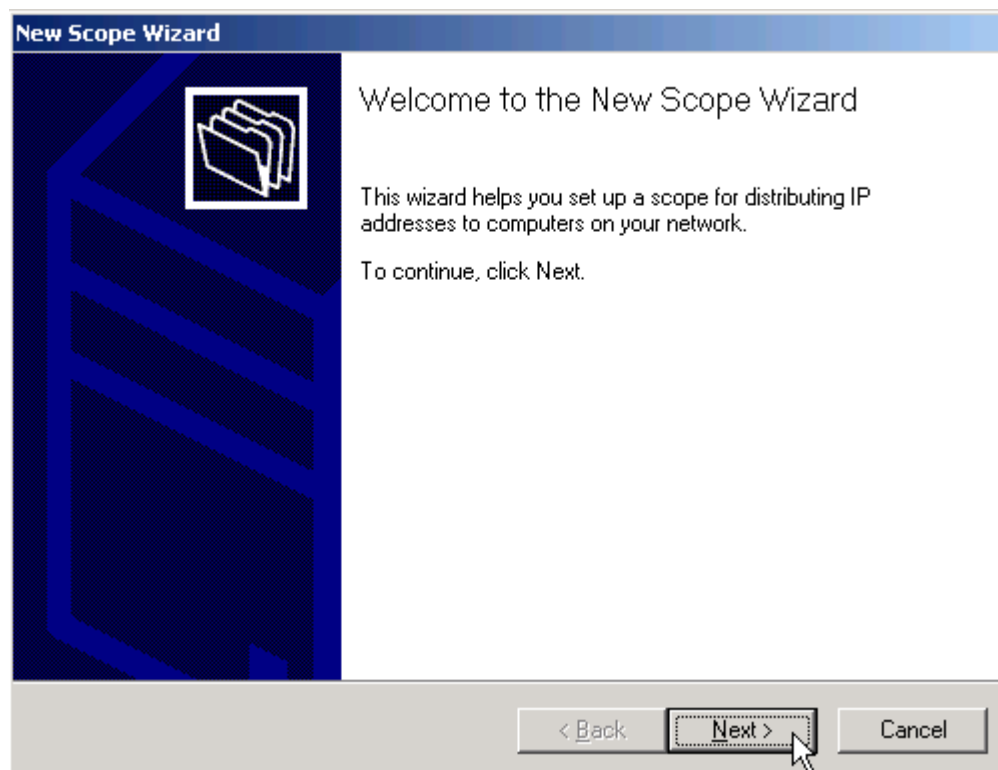 New Scope Wizard
Welcome to the New Scope Wizard
This wizard helps you set up a scope for distributing IP
addresses to computers on your network.
To continue, click Next.
< Back
Next >
Cancel